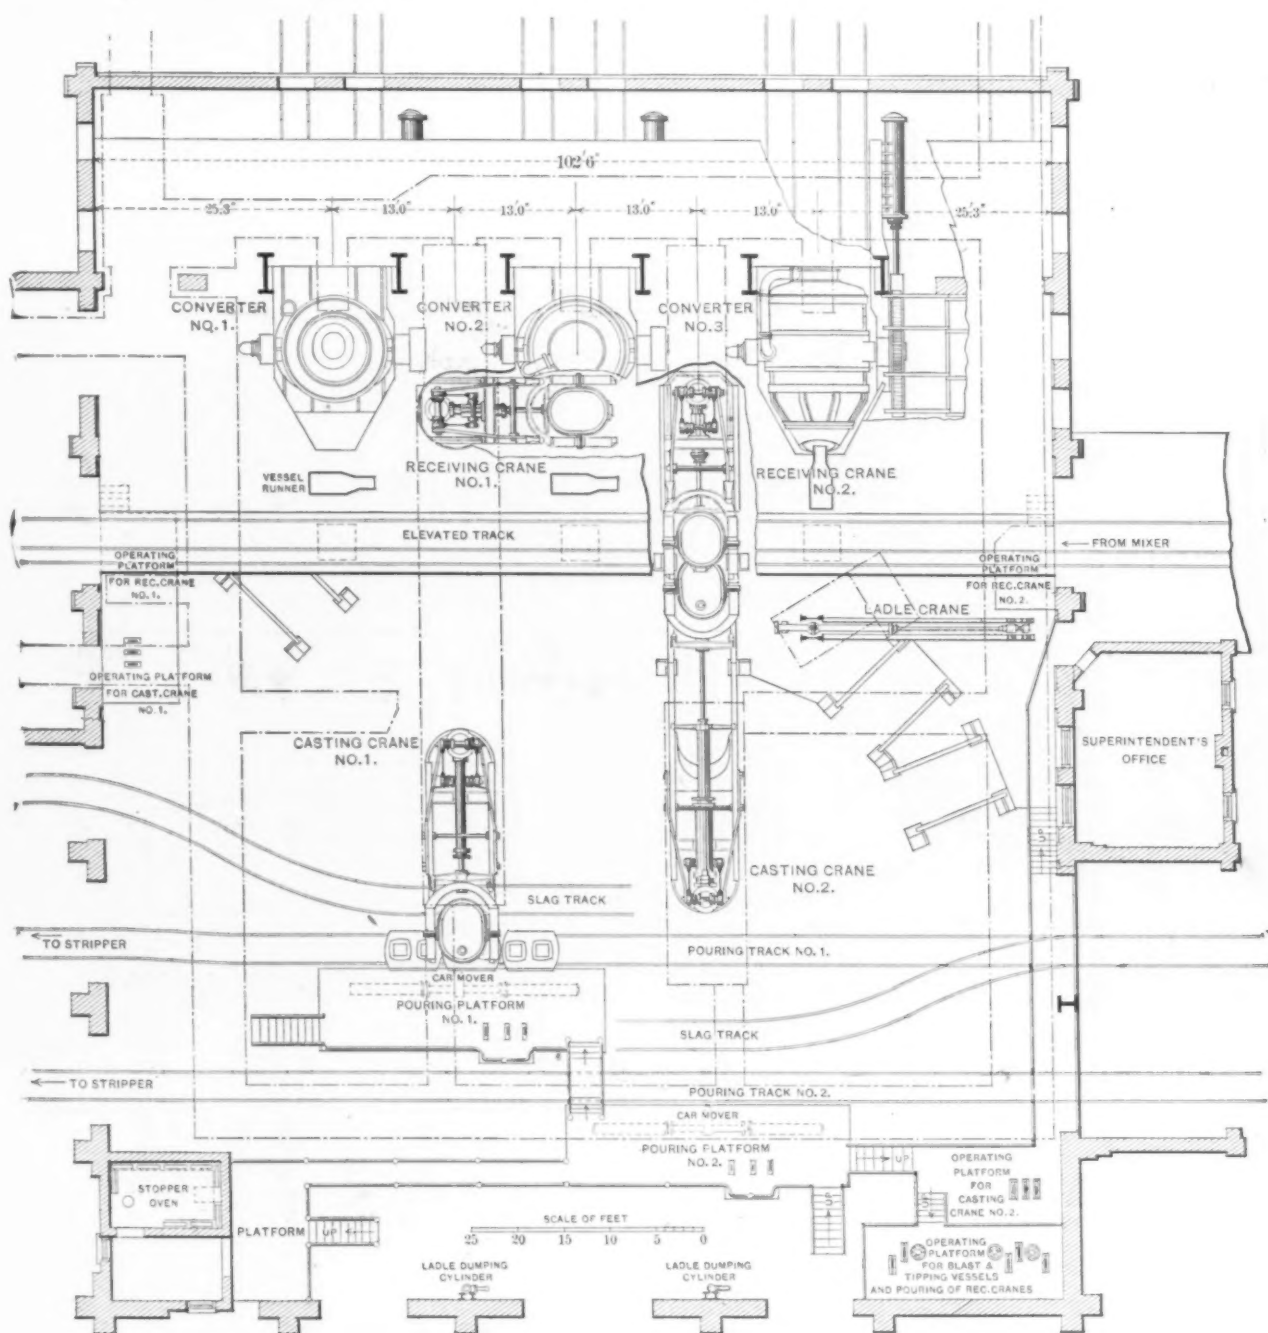 102'6"
25'3"
13'0"
13'0"
13'0"
13'0"
25'3"
CONVERTER
NO.1.
CONVERTER
NO.2.
CONVERTER
NO.3.
VESSEL
RUNNER
RECEIVING CRANE
NO.1.
RECEIVING CRANE
NO.2.
ELEVATED TRACK
← FROM MIXER
OPERATING
PLATFORM
FOR REC.CRANE
NO.1.
OPERATING
PLATFORM
FOR REC.CRANE
NO.2.
LADLE CRANE
OPERATING PLATFORM
FOR CAST.CRANE
NO.1.
CASTING CRANE
NO.1.
SUPERINTENDENT'S
OFFICE
UP
CASTING CRANE
NO.2.
SLAG TRACK
← TO STRIPPER
POURING TRACK NO.1.
CAR MOVER
POURING PLATFORM
NO.1.
SLAG TRACK
← TO STRIPPER
POURING TRACK NO.2.
CAR MOVER
POURING PLATFORM
NO.2.
UP
OPERATING
PLATFORM
FOR
CASTING
CRANE NO.2.
STOPPER
OVEN
UP
UP
PLATFORM
UP
SCALE OF FEET
25 20 15 10 5 0
OPERATING
PLATFORM
FOR BLAST &
TIPPING VESSELS
AND POURING OF REC.CRANES
LADLE DUMPING
CYLINDER
LADLE DUMPING
CYLINDER